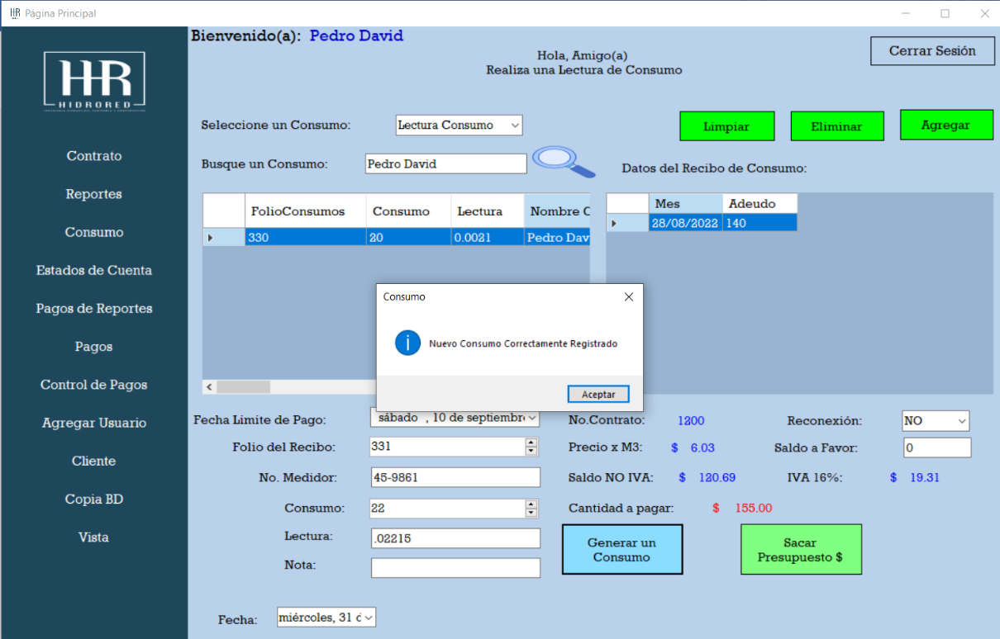 Página Principal
Bienvenido(a): Pedro David
Hola, Amigo(a)
Realiza una Lectura de Consumo
Cerrar Sesión
HR
HIDRORED
Contrato
Reportes
Consumo
Estados de Cuenta
Pagos de Reportes
Pagos
Control de Pagos
Agregar Usuario
Cliente
Copia BD
Vista
Seleccione un Consumo: Lectura Consumo
Limpiar Eliminar Agregar
Busque un Consumo: Pedro David
Datos del Recibo de Consumo:
FolioConsumos Consumo Lectura Nombre C
330 20 0.0021 Pedro Dav
Mes Adeudo
28/08/2022 140
Consumo
Nuevo Consumo Correctamente Registrado
Aceptar
Fecha Limite de Pago: sábado , 10 de septiembre No.Contrato: 1200 Reconexión: NO
Folio del Recibo: 331 Precio x M3: $ 6.03 Saldo a Favor: 0
No. Medidor: 45-9861 Saldo NO IVA: $ 120.69 IVA 16%: $ 19.31
Consumo: 22 Cantidad a pagar: $ 155.00
Lectura: .02215
Nota:
Generar un
Consumo
Sacar
Presupuesto $
Fecha: miércoles, 31 d